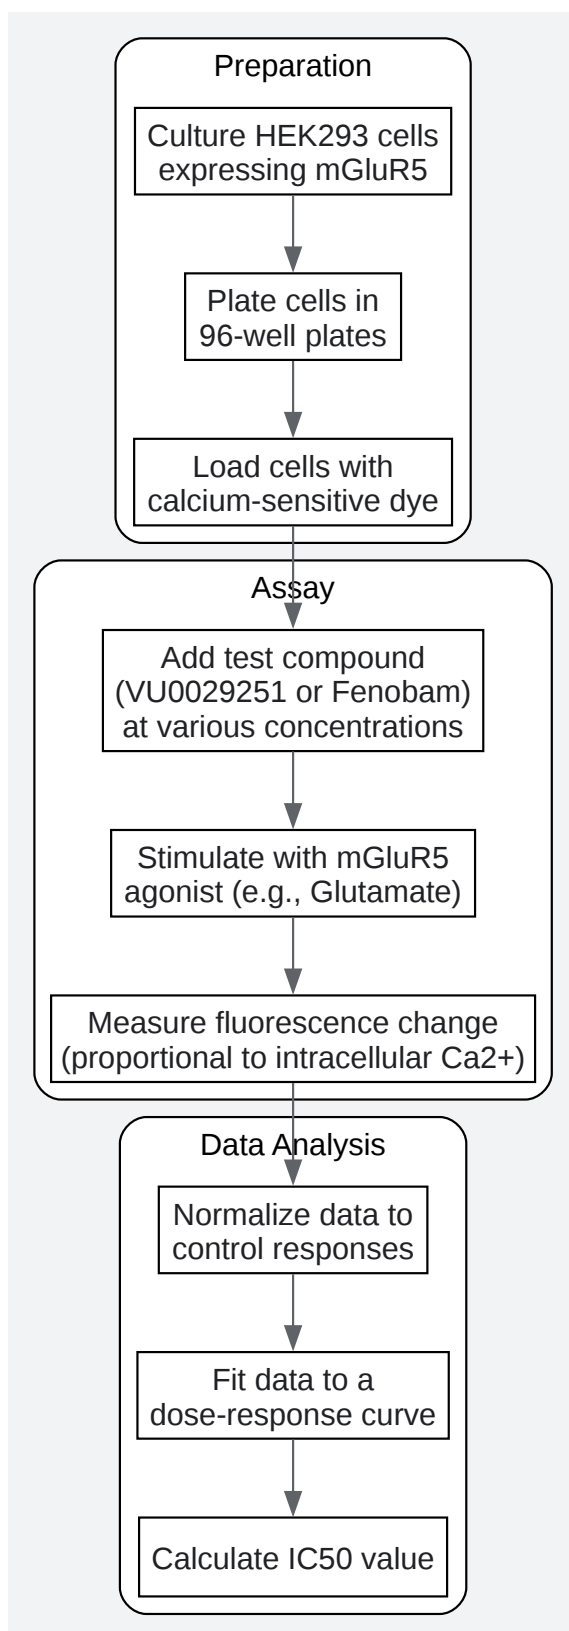 Preparation
Culture HEK293 cells
expressing mGluR5
Plate cells in
96-well plates
Load cells with
calcium-sensitive dye
Assay
Add test compound
(VU0029251 or Fenobam)
at various concentrations
Stimulate with mGluR5
agonist (e.g., Glutamate)
Measure fluorescence change
(proportional to intracellular Ca2+)
Data Analysis
Normalize data to
control responses
Fit data to a
dose-response curve
Calculate IC50 value